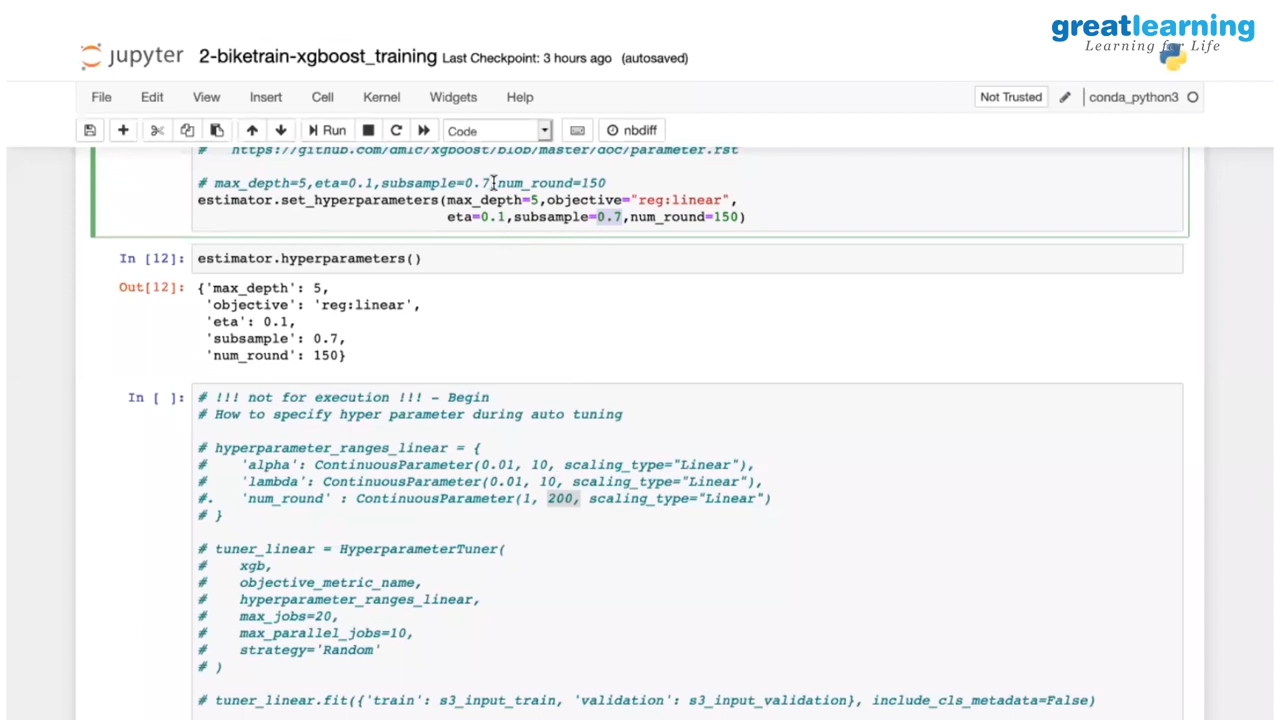 greatlearning
Learning for Life
jupyter 2-biketrain-xgboost_training Last Checkpoint: 3 hours ago (autosaved)
File Edit View Insert Cell Kernel Widgets Help Not Trusted conda_python3
Run Code nbdiff
# https://github.com/dmlc/xgboost/blob/master/doc/parameter.rst
# max_depth=5,eta=0.1,subsample=0.7,num_round=150
estimator.set_hyperparameters(max_depth=5,objective="reg:linear",
eta=0.1,subsample=0.7,num_round=150)
In [12]: estimator.hyperparameters()
Out[12]: {'max_depth': 5,
'objective': 'reg:linear',
'eta': 0.1,
'subsample': 0.7,
'num_round': 150}
In [ ]: # !!! not for execution !!! - Begin
# How to specify hyper parameter during auto tuning
# hyperparameter_ranges_linear = {
# 'alpha': ContinuousParameter(0.01, 10, scaling_type="Linear"),
# 'lambda': ContinuousParameter(0.01, 10, scaling_type="Linear"),
#. 'num_round' : ContinuousParameter(1, 200, scaling_type="Linear")
# }
# tuner_linear = HyperparameterTuner(
# xgb,
# objective_metric_name,
# hyperparameter_ranges_linear,
# max_jobs=20,
# max_parallel_jobs=10,
# strategy='Random'
# )
# tuner_linear.fit({'train': s3_input_train, 'validation': s3_input_validation}, include_cls_metadata=False)